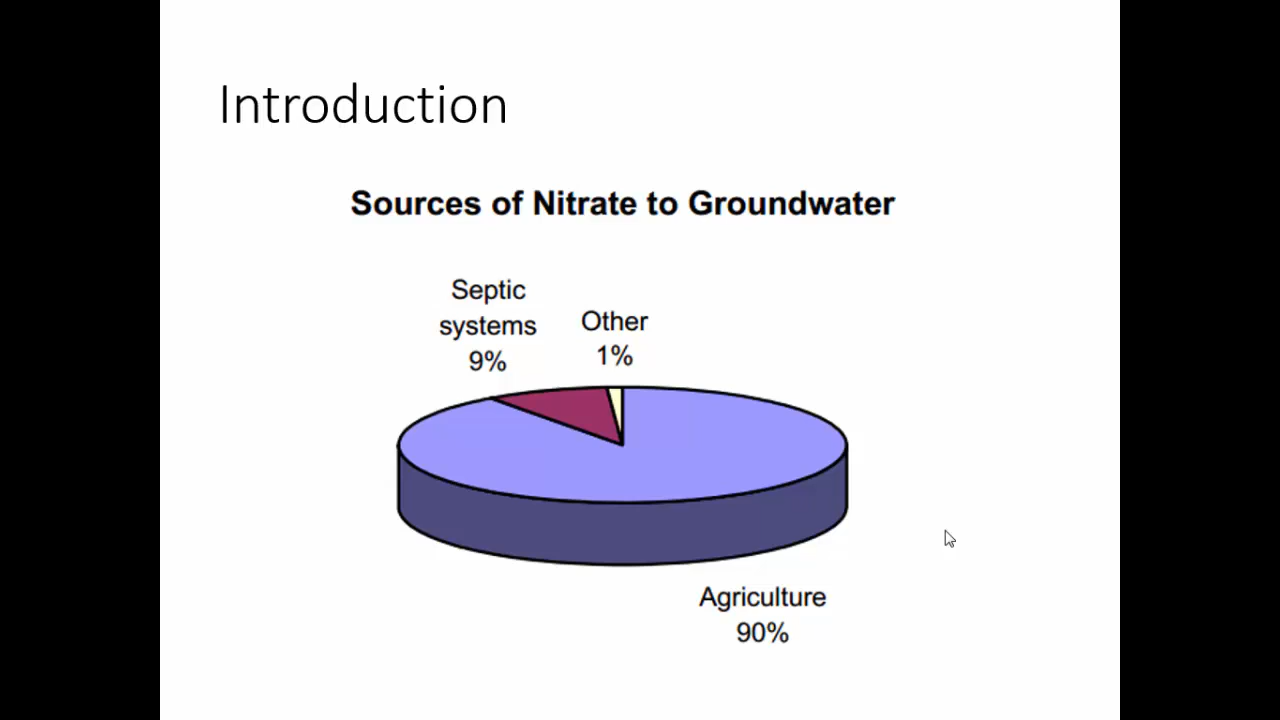 Introduction
Sources of Nitrate to Groundwater
Septic
systems
9%
Other
1%
Agriculture
90%